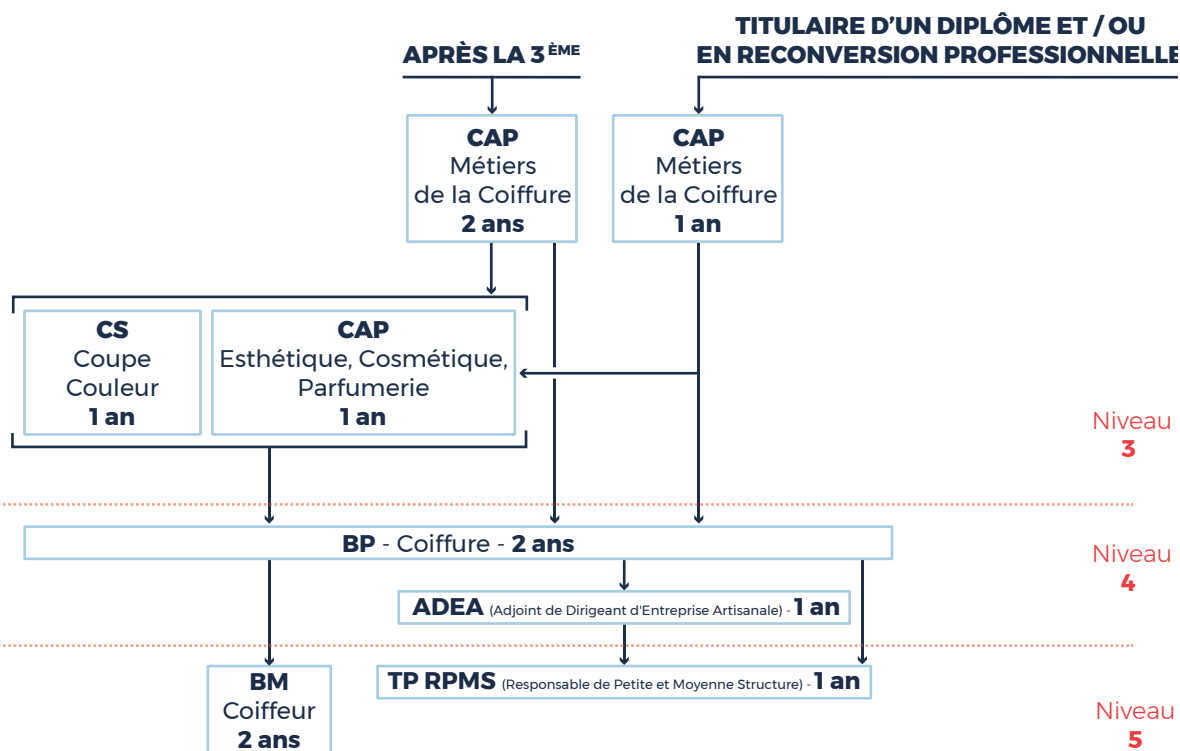 APRÈS LA 3ÈME
TITULAIRE D'UN DIPLÔME ET / OU
EN RECONVERSION PROFESSIONNELLE
CAP
Métiers
de la Coiffure
2 ans
CAP
Métiers
de la Coiffure
1 an
CS
Coupe
Couleur
1 an
CAP
Esthétique, Cosmétique,
Parfumerie
1 an
Niveau
3
BP - Coiffure - 2 ans
Niveau
4
ADEA (Adjoint de Dirigeant d'Entreprise Artisanale) - 1 an
BM
Coiffeur
2 ans
TP RPMS (Responsable de Petite et Moyenne Structure) - 1 an
Niveau
5